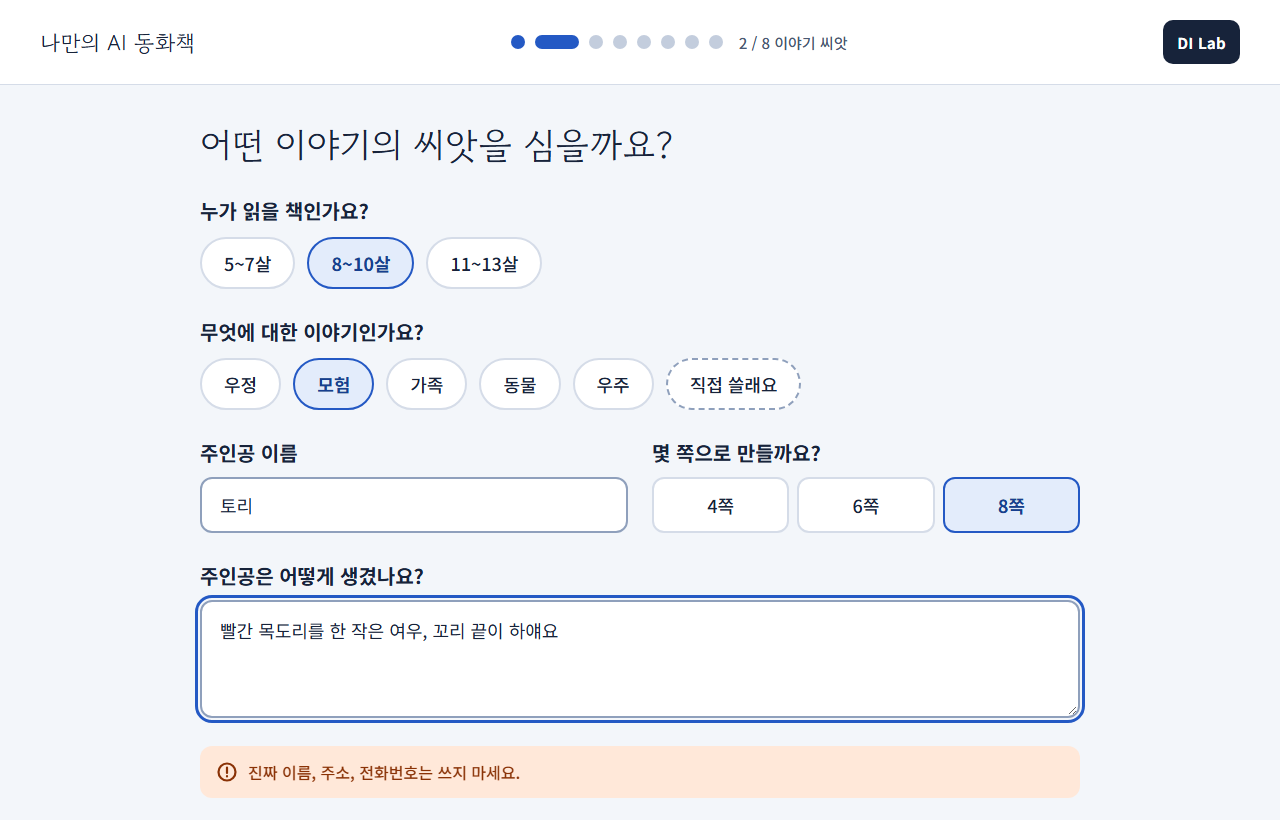 나만의 AI 동화책
2 / 8 이야기 씨앗
DI Lab
어떤 이야기의 씨앗을 심을까요?
누가 읽을 책인가요?
5~7살
8~10살
11~13살
무엇에 대한 이야기인가요?
우정
모험
가족
동물
우주
직접 쓸래요
주인공 이름
몇 쪽으로 만들까요?
토리
4쪽
6쪽
8쪽
주인공은 어떻게 생겼나요?
빨간 목도리를 한 작은 여우, 꼬리 끝이 하얘요
진짜 이름, 주소, 전화번호는 쓰지 마세요.